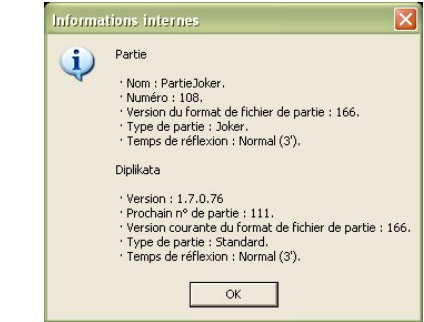 Informations internes
Partie
· Nom : PartieJoker.
· Numéro : 108.
· Version du format de fichier de partie : 166.
· Type de partie : Joker.
· Temps de réflexion : Normal (3').
Diplikata
· Version : 1.7.0.76
· Prochain n° de partie : 111.
· Version courante du format de fichier de partie : 166.
· Type de partie : Standard.
· Temps de réflexion : Normal (3').
OK